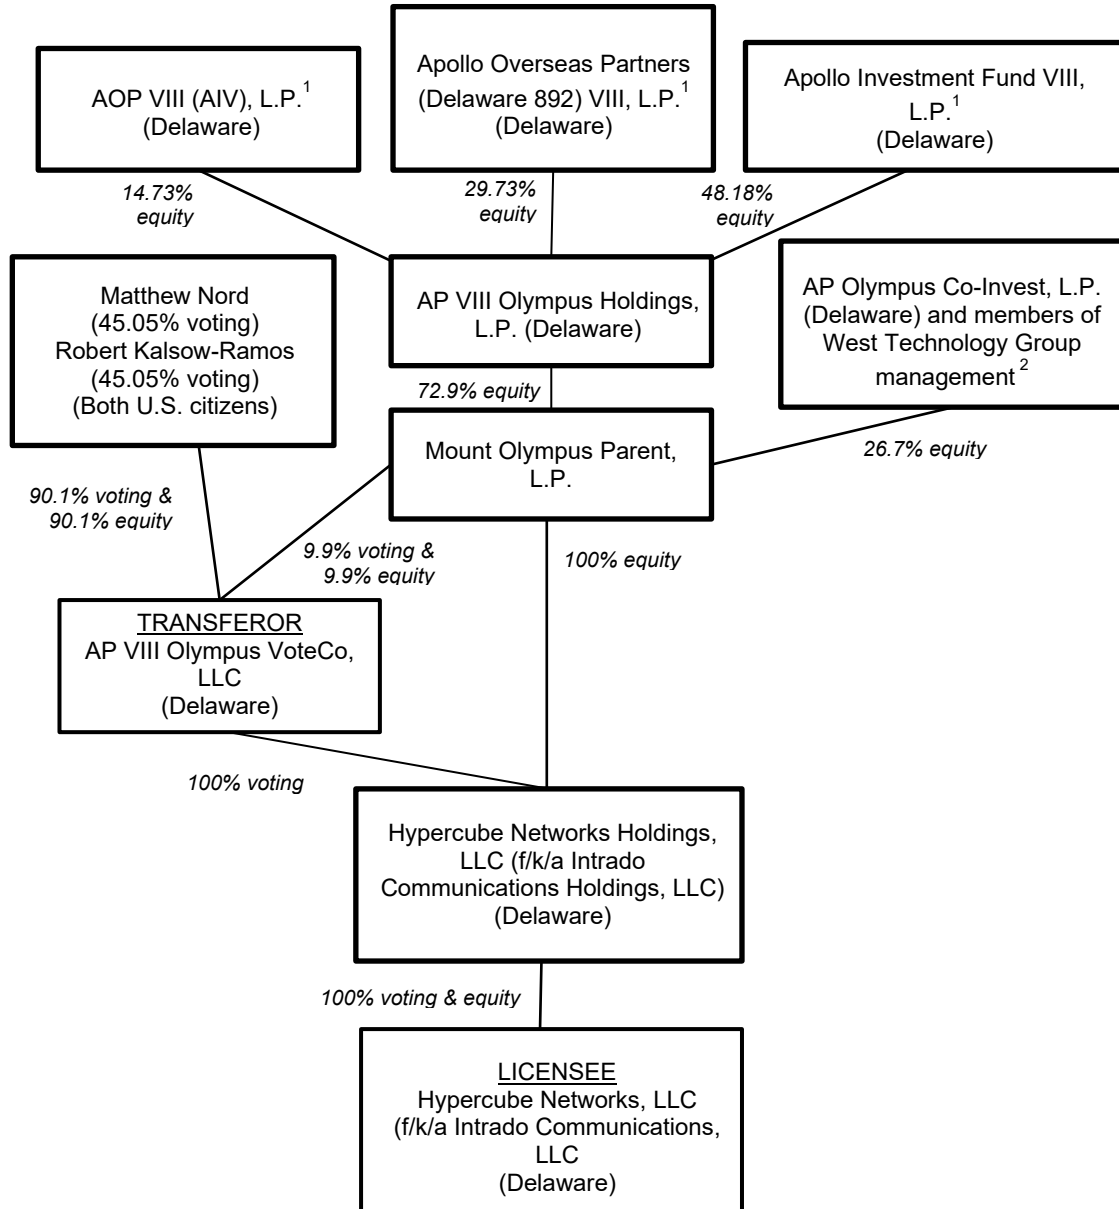 AOP VIII (AIV), L.P.1
(Delaware)
Apollo Overseas Partners
(Delaware 892) VIII, L.P.1
(Delaware)
Apollo Investment Fund VIII,
L.P.1
(Delaware)
14.73%
equity
29.73%
equity
48.18%
equity
Matthew Nord
(45.05% voting)
Robert Kalsow-Ramos
(45.05% voting)
(Both U.S. citizens)
AP VIII Olympus Holdings,
L.P. (Delaware)
AP Olympus Co-Invest, L.P.
(Delaware) and members of
West Technology Group
management 2
72.9% equity
Mount Olympus Parent,
L.P.
26.7% equity
90.1% voting &
90.1% equity
9.9% voting &
9.9% equity
100% equity
TRANSFEROR
AP VIII Olympus VoteCo,
LLC
(Delaware)
100% voting
Hypercube Networks Holdings,
LLC (f/k/a Intrado
Communications Holdings, LLC)
(Delaware)
100% voting & equity
LICENSEE
Hypercube Networks, LLC
(f/k/a Intrado Communications,
LLC
(Delaware)